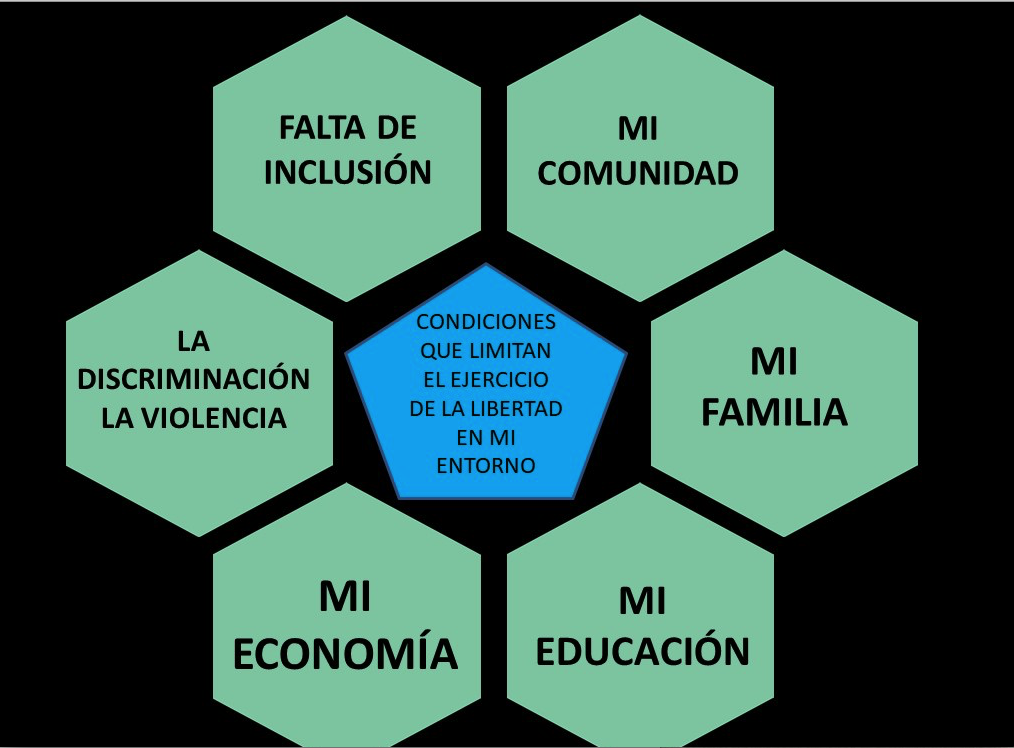 FALTA DE
INCLUSIÓN
MI
COMUNIDAD
LA
DISCRIMINACIÓN
LA VIOLENCIA
CONDICIONES
QUE LIMITAN
EL EJERCICIO
DE LA LIBERTAD
EN MI
ENTORNO
MI
FAMILIA
MI
ECONOMÍA
MI
EDUCACIÓN